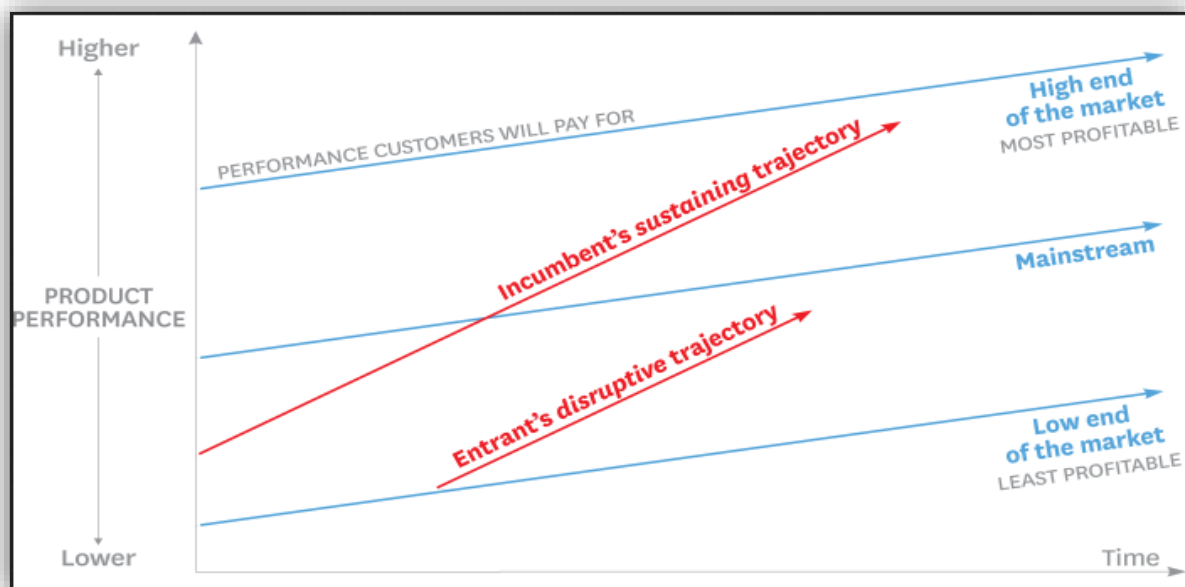 Higher
PERFORMANCE CUSTOMERS WILL PAY FOR
High end
of the market
MOST PROFITABLE
Incumbent's sustaining trajectory
Mainstream
PRODUCT
PERFORMANCE
Entrant's disruptive trajectory
Low end
of the market
LEAST PROFITABLE
Lower
Time